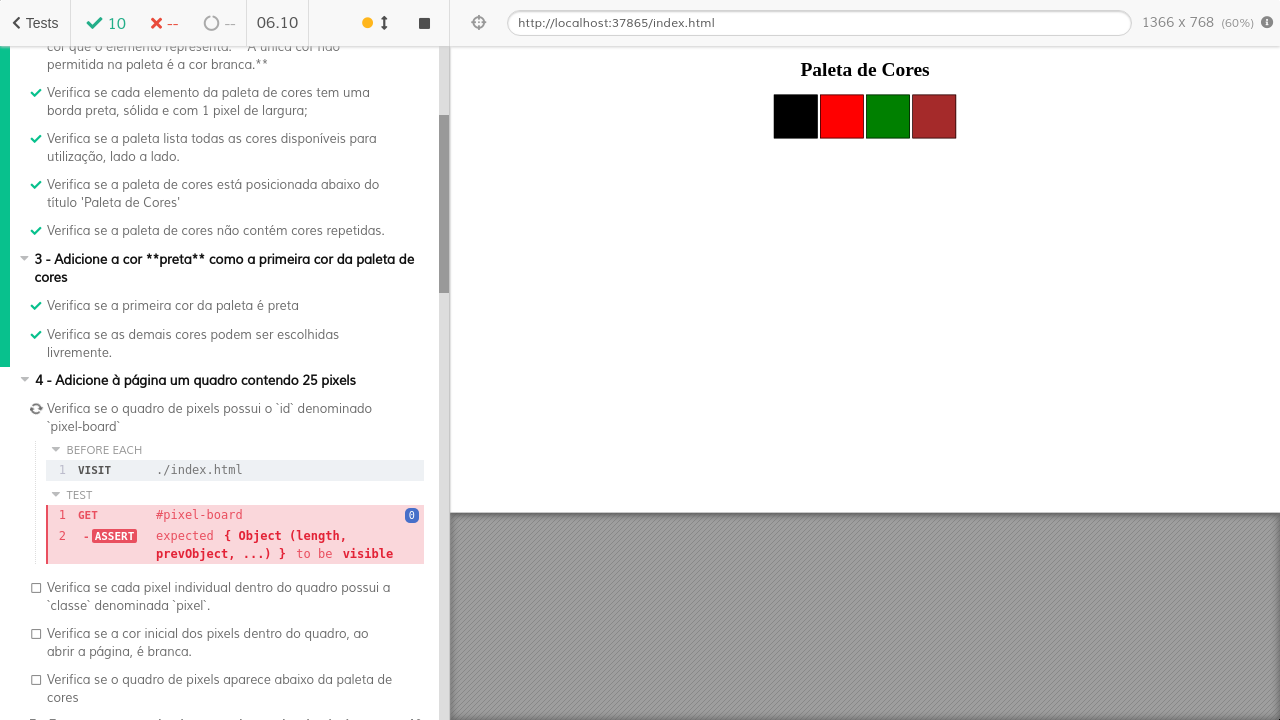 Tests
10
--
--
06.10
http://localhost:37865/index.html
1366 x 768 (60%)
cor que o elemento representa. **A única cor não
permitida na paleta é a cor branca.**
Verifica se cada elemento da paleta de cores tem uma
borda preta, sólida e com 1 pixel de largura;
Verifica se a paleta lista todas as cores disponíveis para
utilização, lado a lado.
Verifica se a paleta de cores está posicionada abaixo do
título 'Paleta de Cores'
Verifica se a paleta de cores não contém cores repetidas.
3 - Adicione a cor **preta** como a primeira cor da paleta de
cores
Verifica se a primeira cor da paleta é preta
Verifica se as demais cores podem ser escolhidas
livremente.
4 - Adicione à página um quadro contendo 25 pixels
Verifica se o quadro de pixels possui o `id` denominado
`pixel-board`
BEFORE EACH
1 VISIT ./index.html
TEST
1 GET #pixel-board 0
2 -ASSERT expected { Object (length,
prevObject, ...) } to be visible
Verifica se cada pixel individual dentro do quadro possui a
`classe` denominada `pixel`.
Verifica se a cor inicial dos pixels dentro do quadro, ao
abrir a página, é branca.
Verifica se o quadro de pixels aparece abaixo da paleta de
cores
Paleta de Cores